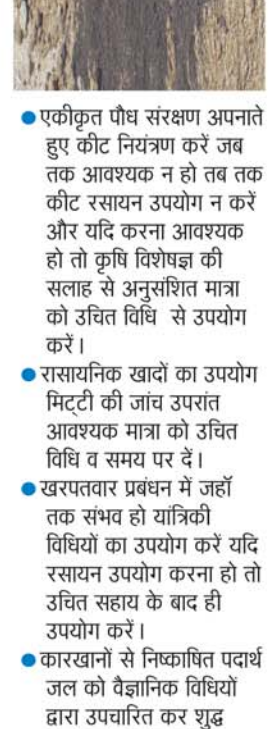 ● एकीकृत पौध संरक्षण अपनाते
हुए कीट नियंत्रण करें जब
तक आवश्यक न हो तब तक
कीट रसायन उपयोग न करें
और यदि करना आवश्यक
हो तो कृषि विशेषज्ञ की
सलाह से अनुसंशित मात्रा
को उचित विधि से उपयोग
करें।
● रासायनिक खादों का उपयोग
मिट्टी की जांच उपरांत
आवश्यक मात्रा को उचित
विधि व समय पर दें।
● खरपतवार प्रबंधन में जहॉ
तक संभव हो यांत्रिकी
विधियों का उपयोग करें यदि
रसायन उपयोग करना हो तो
उचित सहाय के बाद ही
उपयोग करें।
● कारखानों से निष्काषित पदार्थ
जल को वैज्ञानिक विधियों
द्वारा उपचारित कर शुद्ध